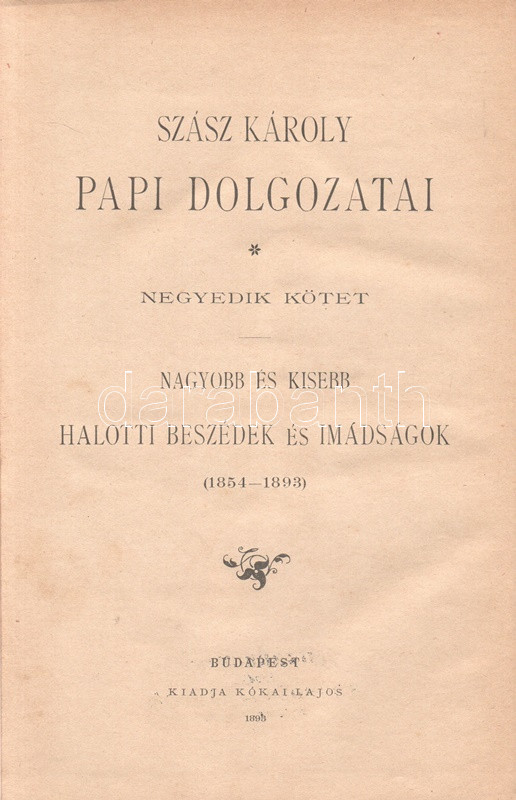 SZÁSZ KÁROLY
PAPI DOLGOZATAI
*
NEGYEDIK KÖTET
NAGYOBB ÉS KISEBB
darabanth
HALOTTI BESZÉDEK ÉS IMÁDSÁGOK
(1854—1893)
BUDAPEST
KIADJA KÓKAI LAJOS